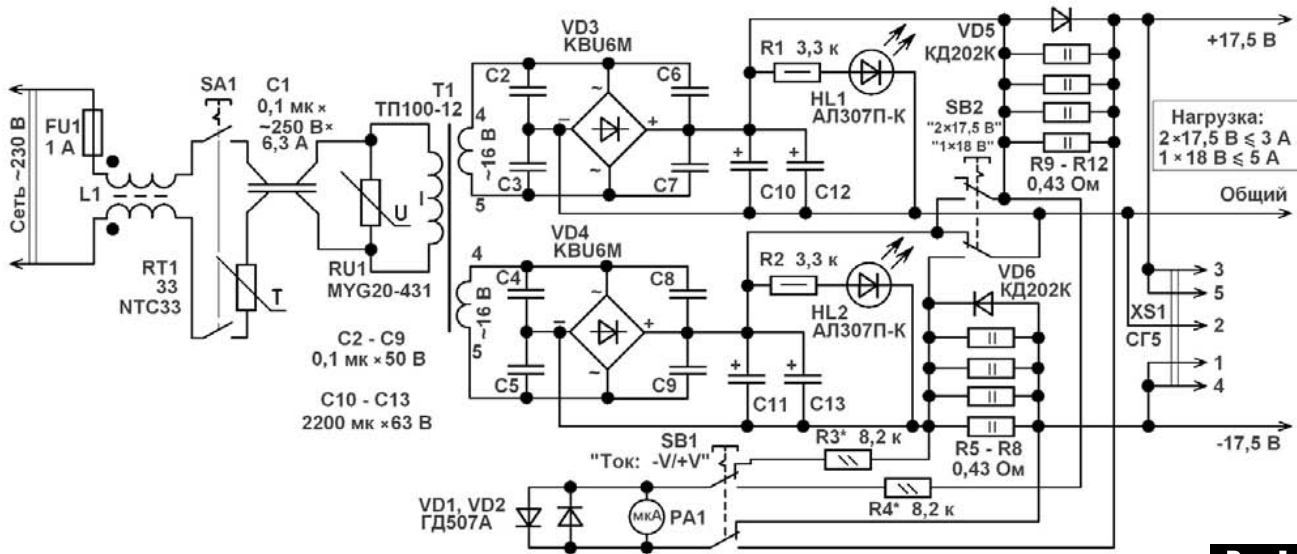 Сеть ~230 В
FU1
1 А
L1
RT1
33
NTC33
SA1
T
C1
0,1 мк ×
~250 В×
6,3 А
U
RU1
MYG20-431
T1
ТП100-12
I
4
~16 В
5
4
~16 В
5
C2 - C9
0,1 мк × 50 В
C10 - C13
2200 мк ×63 В
VD3
KBU6M
C2
C3
C6
C7
~
~
−
+
VD4
KBU6M
C4
C5
C8
C9
~
~
−
+
R1 3,3 к
HL1
АЛ307П-К
+
C10
+
C12
R2 3,3 к
HL2
АЛ307П-К
+
C11
+
C13
VD5
КД202К
SB2
"2×17,5 В"
"1×18 В"
R9 - R12
0,43 Ом
VD6
КД202К
R5 - R8
0,43 Ом
+17,5 В
Нагрузка:
2 ×17,5 В ⩽ 3 А
1 × 18 В ⩽ 5 А
Общий
3
5
XS1
2
СГ5
1
4
-17,5 В
SB1
"Ток: -V/+V"
R3* 8,2 к
R4* 8,2 к
VD1, VD2
ГД507А
мкА
PA1